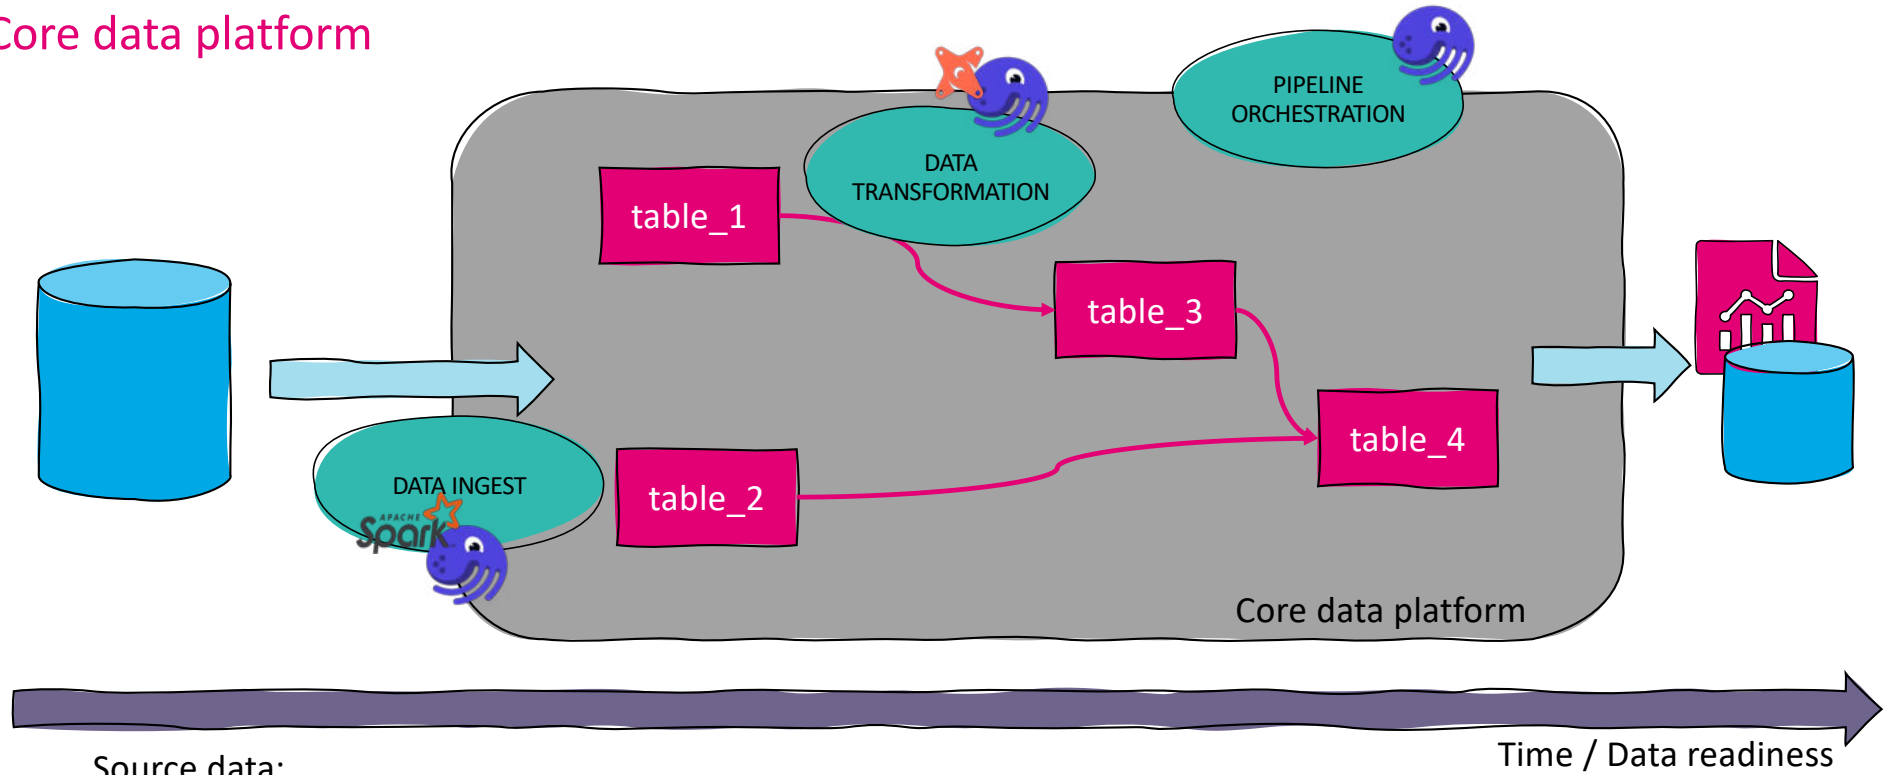 Core data platform
PIPELINE
ORCHESTRATION
DATA
TRANSFORMATION
table_1
table_3
table_4
DATA INGEST
APACHE
Spark
table_2
Core data platform
Time / Data readiness
Source data: